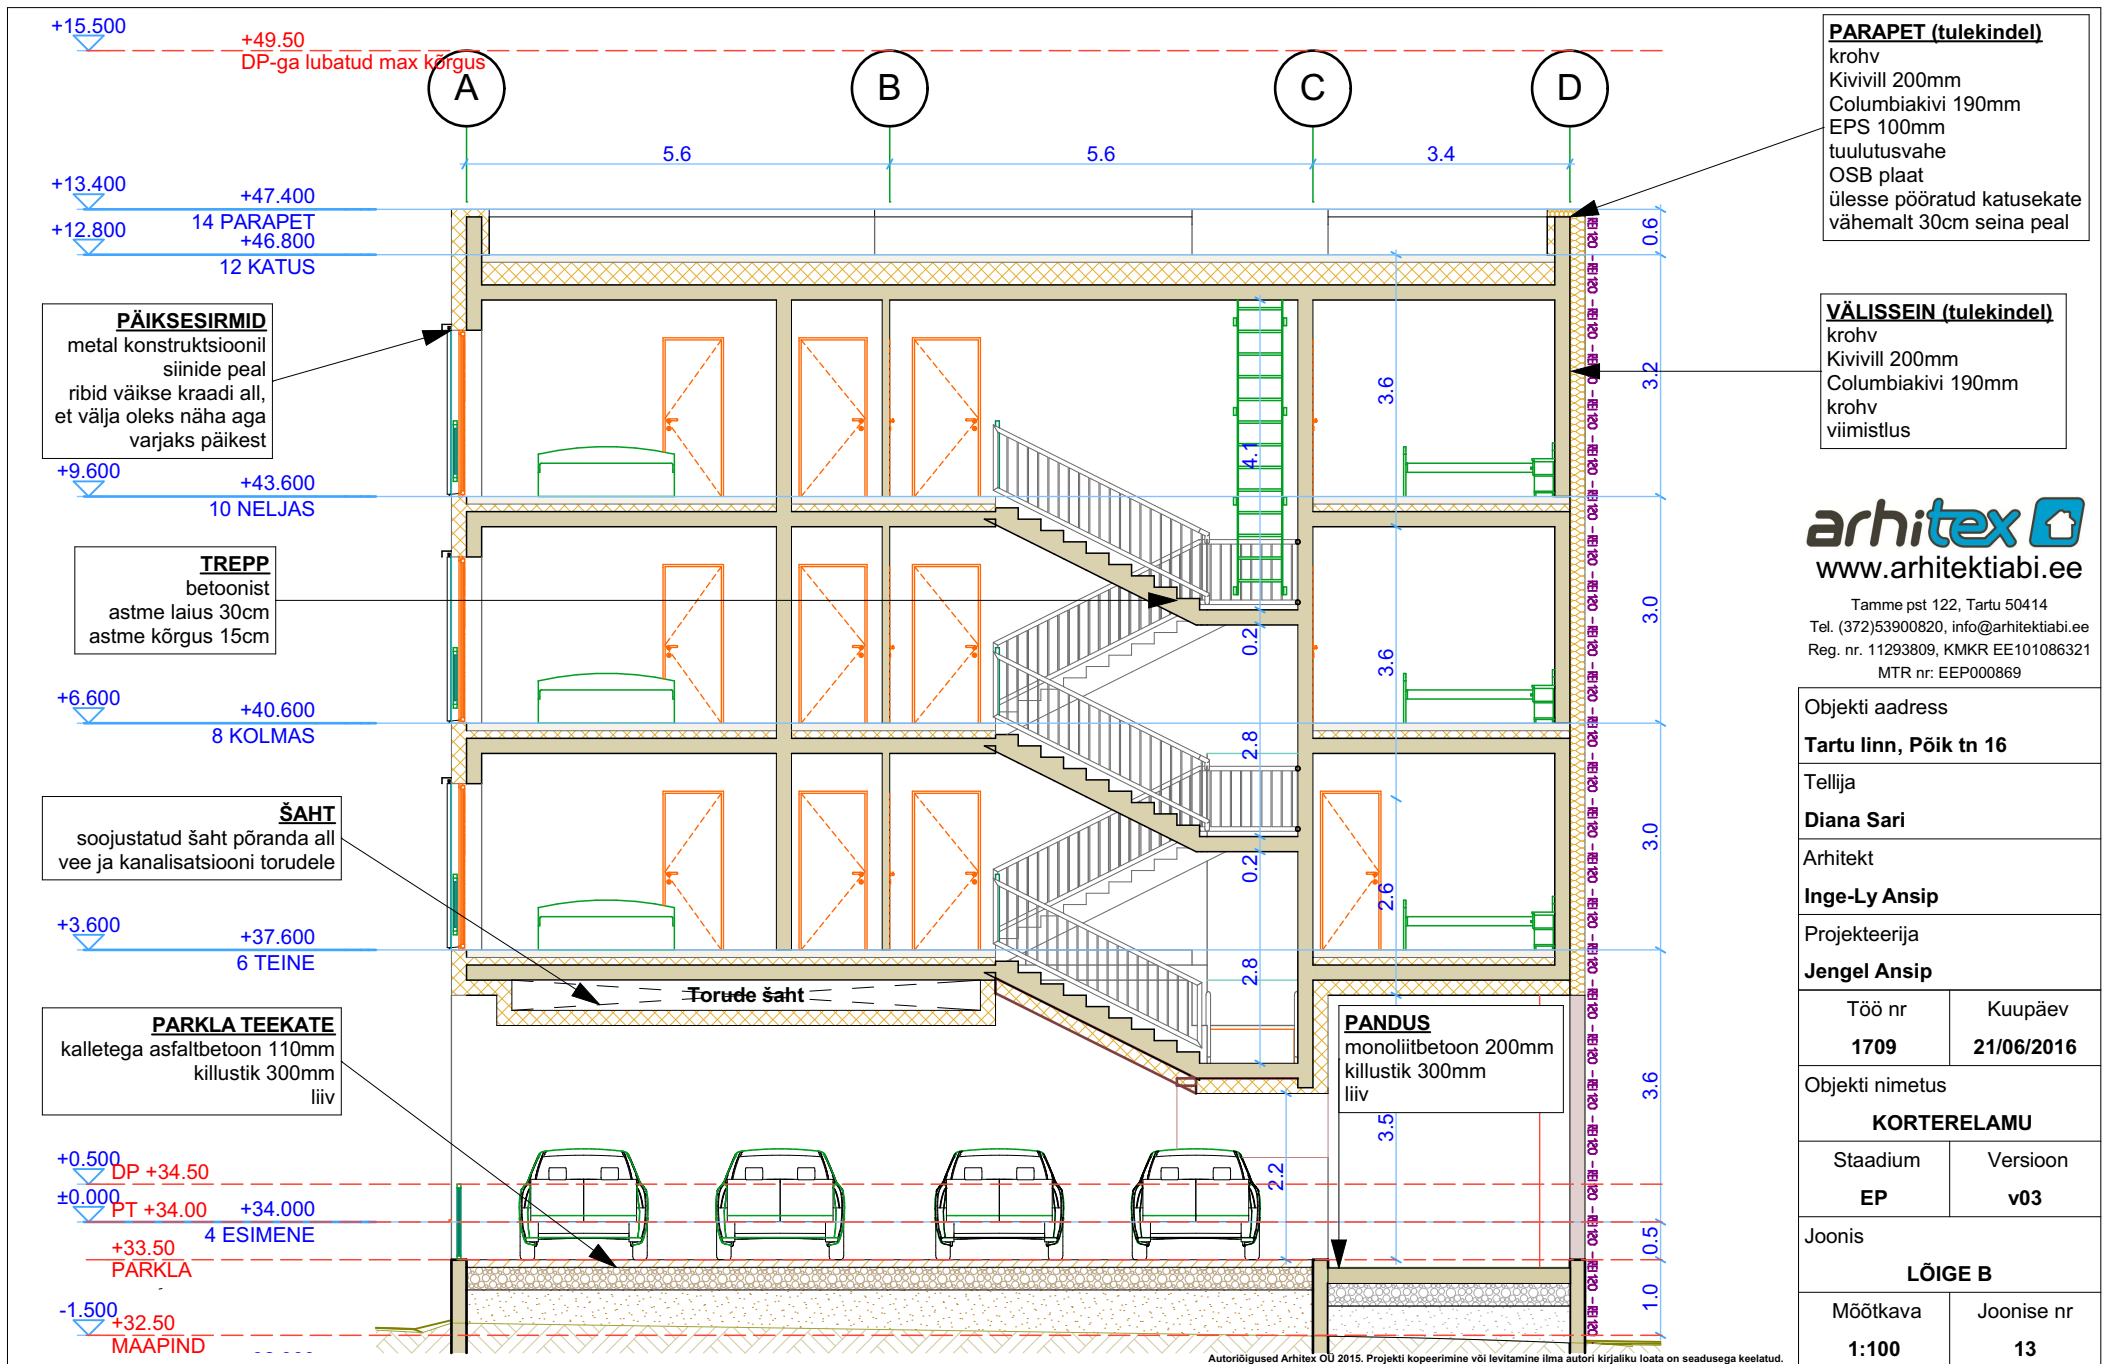 +15.500
+49.50
DP-ga lubatud max kõrgus
A
B
C
D
5.6
5.6
3.4
+13.400
+47.400
14 PARAPET
+12.800
+46.800
12 KATUS
PÄIKSESIRMID
metal konstruktsioonil
siinide peal
ribid väikse kraadi all,
et välja oleks näha aga
varjaks päikest
+9.600
+43.600
10 NELJAS
TREPP
betoonist
astme laius 30cm
astme kõrgus 15cm
+6.600
+40.600
8 KOLMAS
ŠAHT
soojustatud šaht põranda all
vee ja kanalisatsiooni torudele
+3.600
+37.600
6 TEINE
Torude šaht
PARKLA TEEKATE
kalletega asfaltbetoon 110mm
killustik 300mm
liiv
+0.500
DP +34.50
±0.000
PT +34.00
+34.000
4 ESIMENE
+33.50
PARKLA
-1.500
+32.50
MAAPIND
4.1
0.2
2.8
0.2
2.8
2.2
3.6
3.6
2.6
3.5
0.6
3.2
3.0
3.0
3.6
0.5
1.0
REI 120
PANDUS
monoliitbetoon 200mm
killustik 300mm
liiv
PARAPET (tulekindel)
krohv
Kivivill 200mm
Columbiakivi 190mm
EPS 100mm
tuulutusvahe
OSB plaat
ülesse pööratud katusekate
vähemalt 30cm seina peal
VÄLISSEIN (tulekindel)
krohv
Kivivill 200mm
Columbiakivi 190mm
krohv
viimistlus
arhitex
www.arhitektiabi.ee
Tamme pst 122, Tartu 50414
Tel. (372)53900820, info@arhitektiabi.ee
Reg. nr. 11293809, KMKR EE101086321
MTR nr: EEP000869
Objekti aadress
Tartu linn, Põik tn 16
Tellija
Diana Sari
Arhitekt
Inge-Ly Ansip
Projekteerija
Jengel Ansip
Töö nr Kuupäev
1709 21/06/2016
Objekti nimetus
KORTERELAMU
Staadium Versioon
EP v03
Joonis
LÕIGE B
Mõõtkava Joonise nr
1:100 13
Autoriõigused Arhitex OÜ 2015. Projekti kopeerimine või levitamine ilma autori kirjaliku loata on seadusega keelatud.